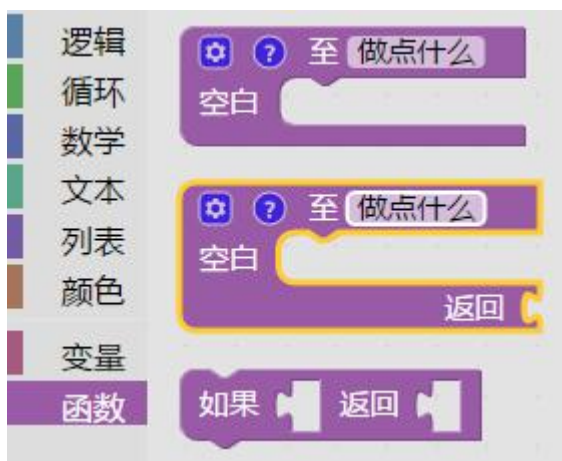 逻辑
循环
数学
文本
列表
颜色
变量
函数
? 至 做点什么
空白
? 至 做点什么
空白
返回
如果 返回